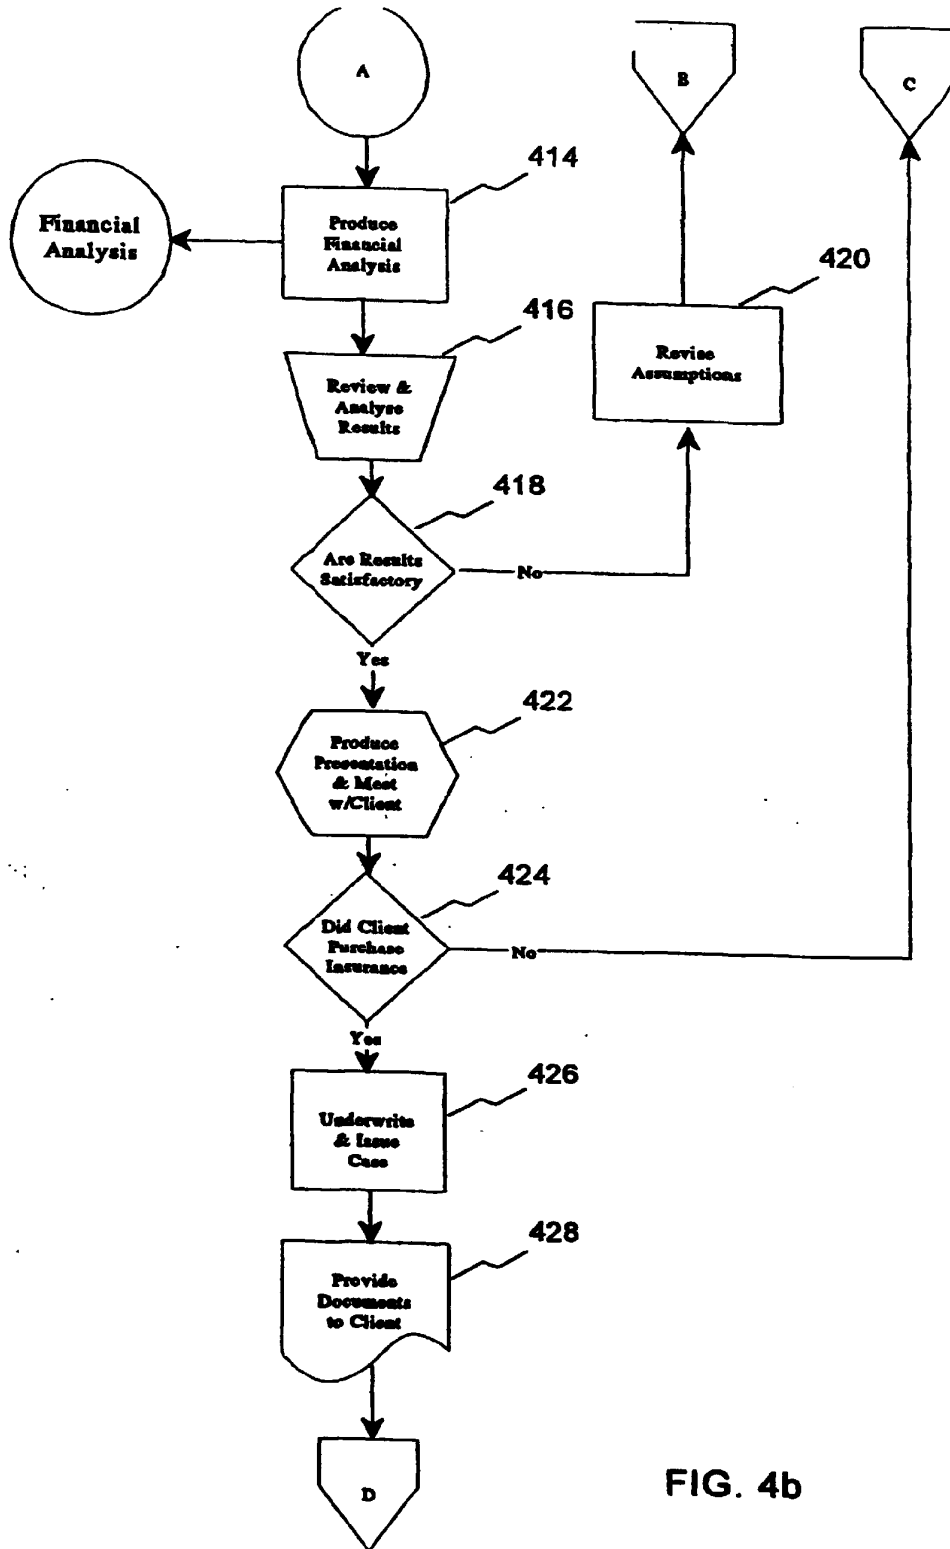 A
B
C
414
Produce
Financial
Analysis
Financial
Analysis
420
Revise
Assumptions
416
Review &
Analyse
Results
418
Are Results
Satisfactory
No
Yes
422
Produce
Presentation
& Meet
w/Client
424
Did Client
Purchase
Insurance
No
Yes
426
Underwrite
& Issue
Case
428
Provide
Documents
to Client
D
FIG. 4b